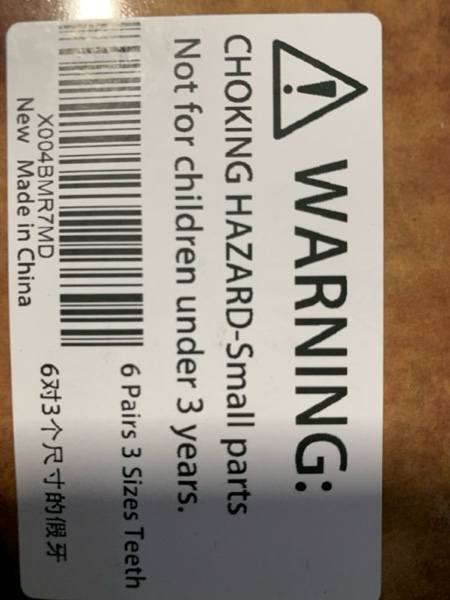 WARNING:
CHOKING HAZARD-Small parts
Not for children under 3 years.
6 Pairs 3 Sizes Teeth
X004BMR7MD
New Made in China
6对3个尺寸的假牙